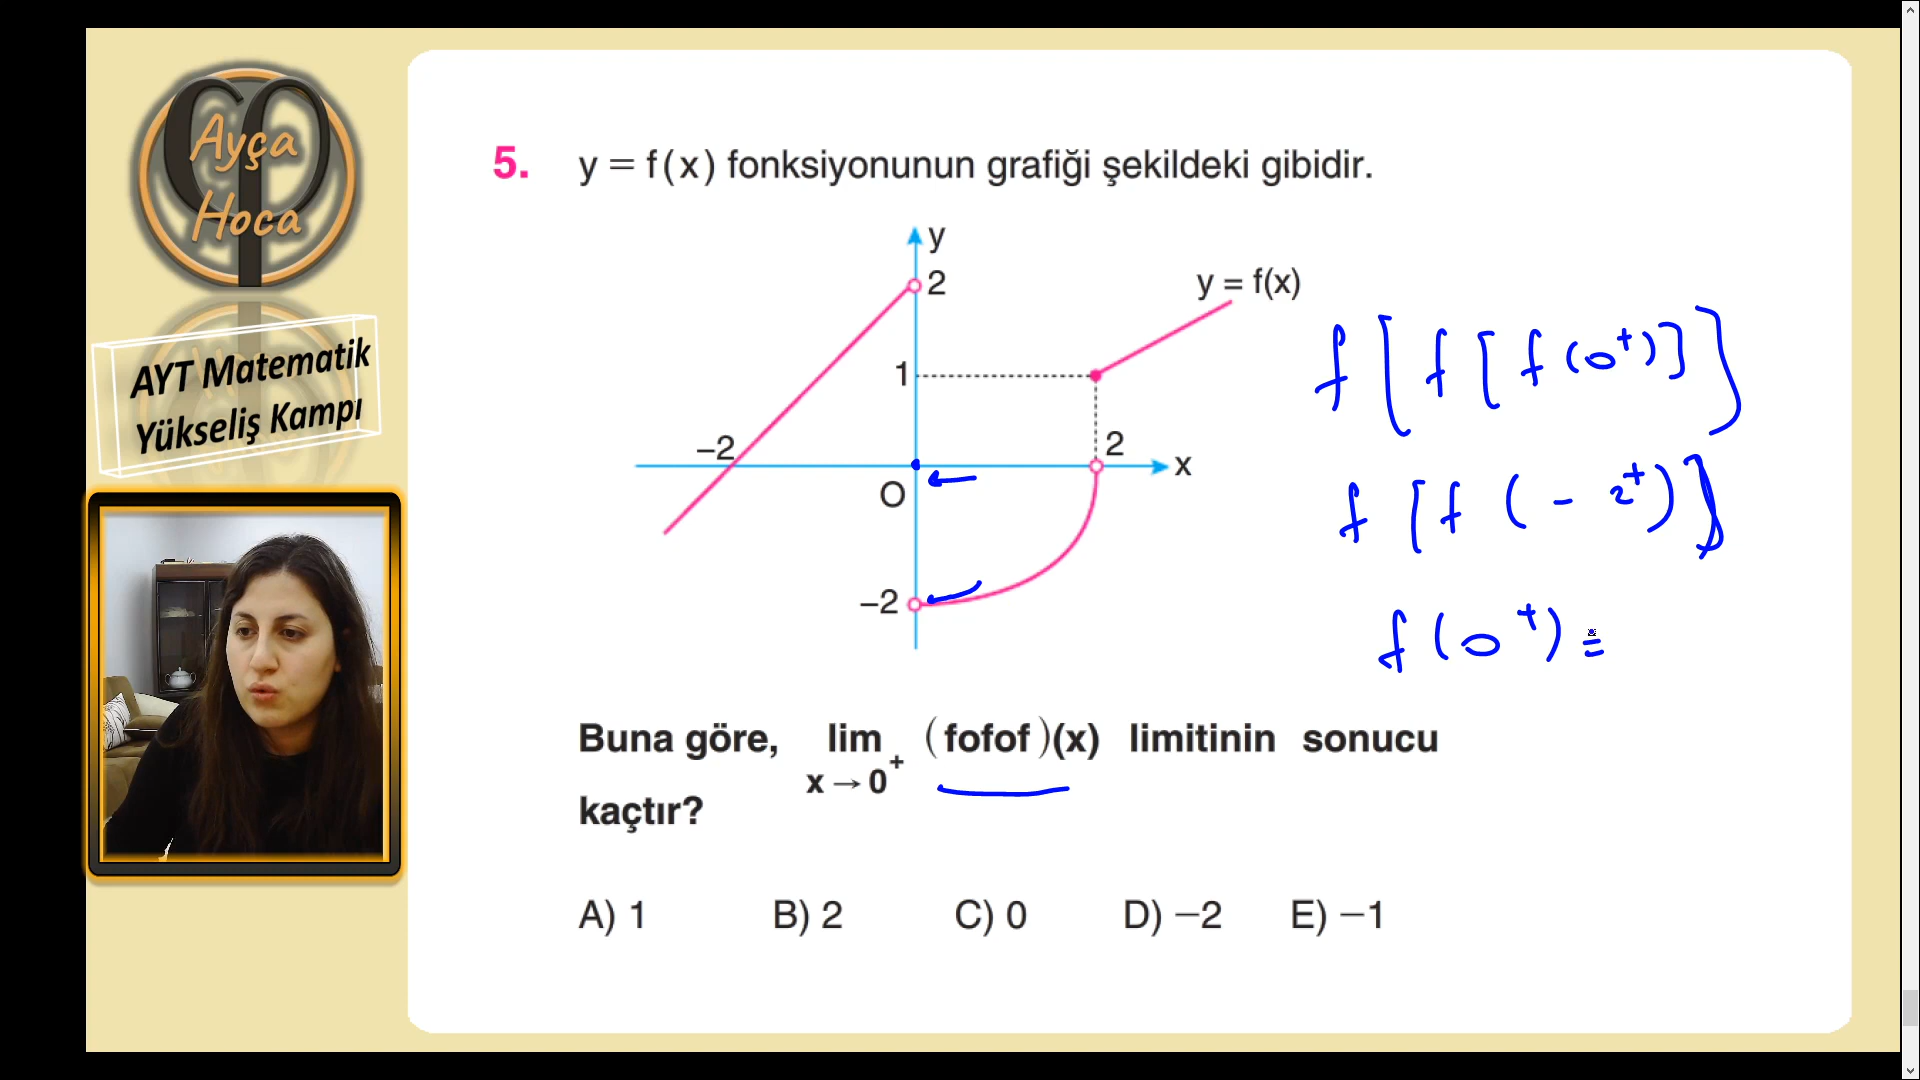 Ayça
Hoca
AYT Matematik
Yükseliş Kampı
5. y = f(x) fonksiyonunun grafiği şekildeki gibidir.
y
2
y = f(x)
1
−2
2
x
O
−2
f[f[f(0⁺)]]
f[f(-2⁺)]
f(0⁺) =
Buna göre, lim (fofof)(x) limitinin sonucu
x → 0⁺
kaçtır?
A) 1 B) 2 C) 0 D) −2 E) −1